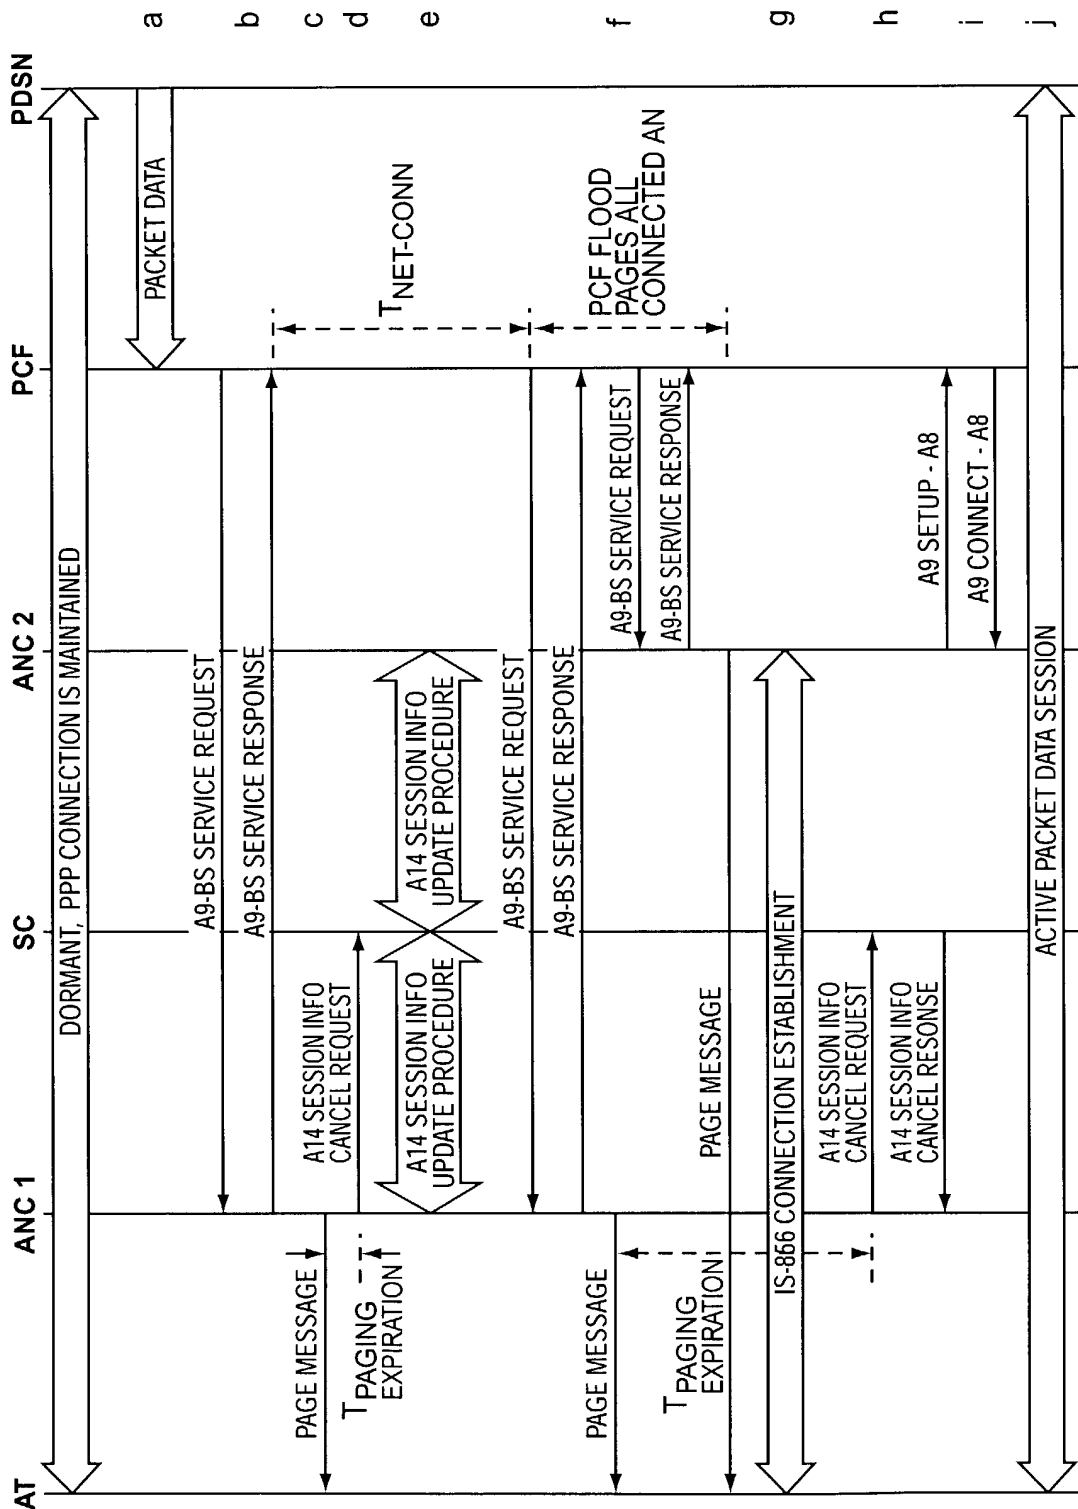 AT
ANC 1
SC
ANC 2
PCF
PDSN
DORMANT, PPP CONNECTION IS MAINTAINED
PACKET DATA
a
A9-BS SERVICE REQUEST
b
A9-BS SERVICE RESPONSE
PAGE MESSAGE
c
A14 SESSION INFO
CANCEL REQUEST
d
TPAGING
EXPIRATION
TNET-CONN
A14 SESSION INFO
UPDATE PROCEDURE
A14 SESSION INFO
UPDATE PROCEDURE
e
A9-BS SERVICE REQUEST
A9-BS SERVICE RESPONSE
PAGE MESSAGE
A9-BS SERVICE REQUEST
f
A9-BS SERVICE RESPONSE
PCF FLOOD
PAGES ALL
CONNECTED AN
PAGE MESSAGE
TPAGING
EXPIRATION
IS-856 CONNECTION ESTABLISHMENT
g
A14 SESSION INFO
CANCEL REQUEST
h
A14 SESSION INFO
CANCEL RESONSE
A9 SETUP - A8
A9 CONNECT - A8
i
ACTIVE PACKET DATA SESSION
j